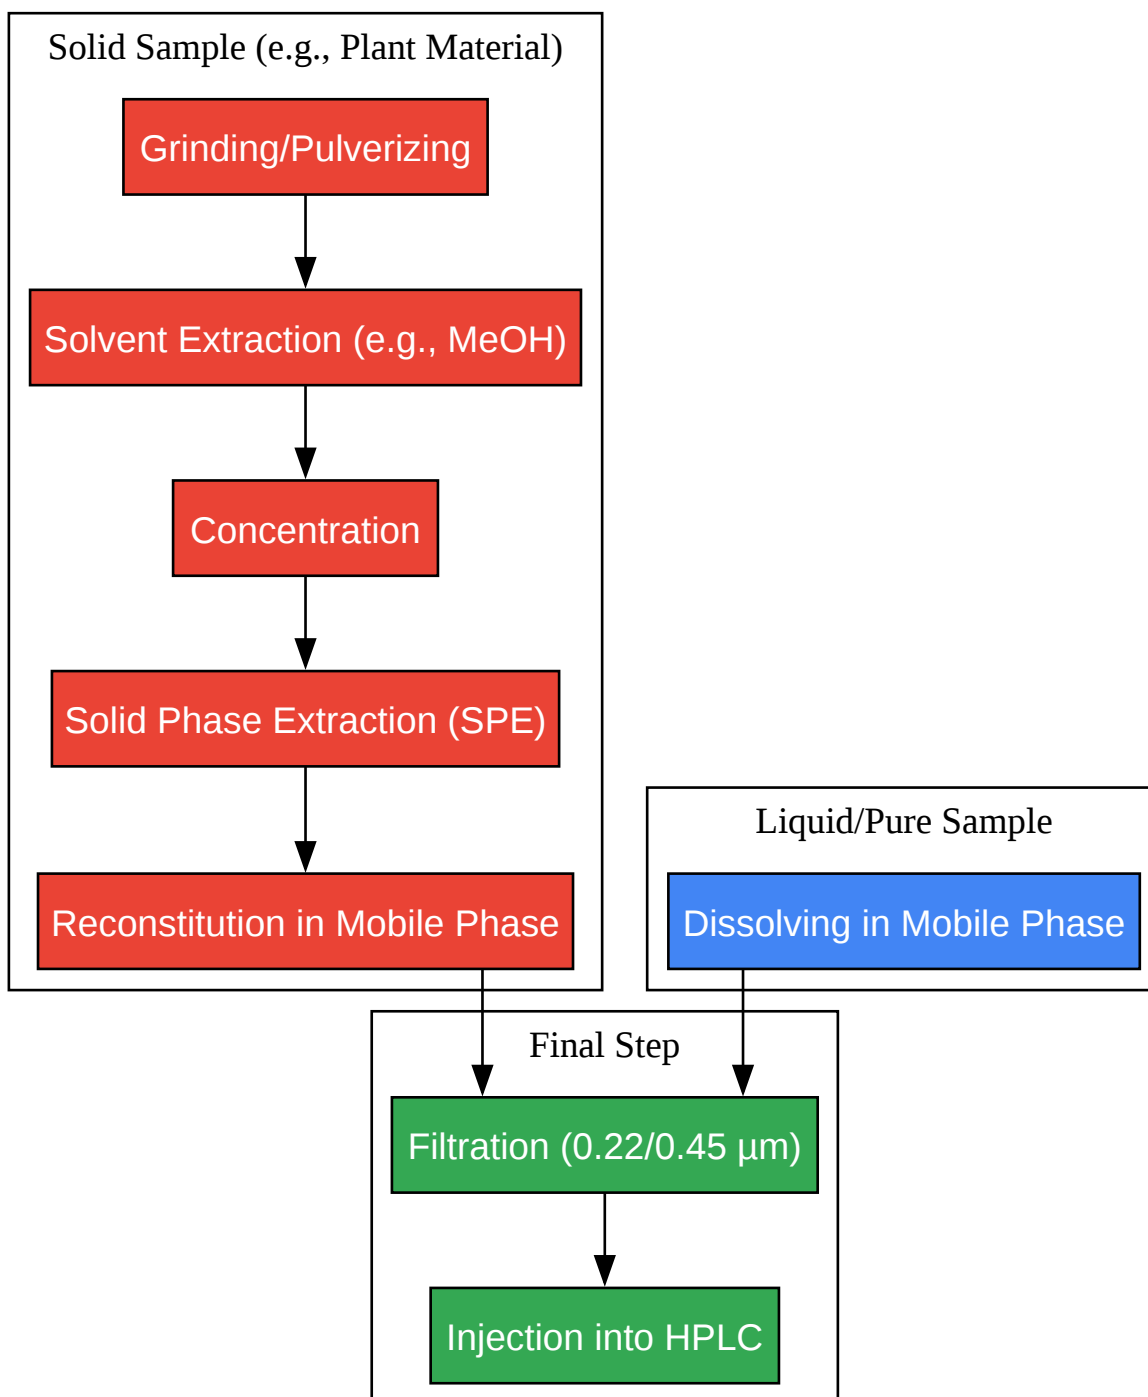 Solid Sample (e.g., Plant Material)
Grinding/Pulverizing
Solvent Extraction (e.g., MeOH)
Concentration
Solid Phase Extraction (SPE)
Reconstitution in Mobile Phase
Liquid/Pure Sample
Dissolving in Mobile Phase
Final Step
Filtration (0.22/0.45 µm)
Injection into HPLC